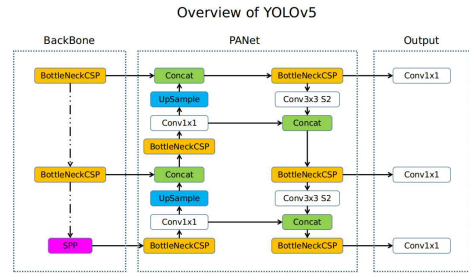 Overview of YOLOv5
BackBone
PANet
Output
BottleNeckCSP
Concat
BottleNeckCSP
Conv1x1
UpSample
Conv3x3 S2
Conv1x1
Concat
BottleNeckCSP
BottleNeckCSP
Concat
BottleNeckCSP
Conv1x1
UpSample
Conv3x3 S2
Conv1x1
Concat
SPP
BottleNeckCSP
BottleNeckCSP
Conv1x1